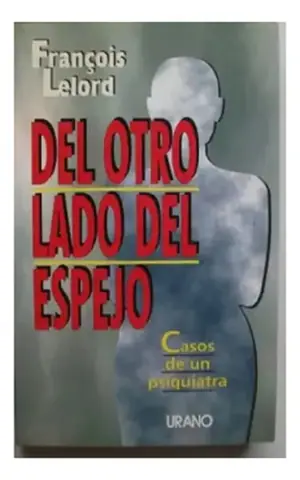 François
Lelord
DEL OTRO
LADO DEL
ESPEJO
Casos
de un
psiquiatra
URANO